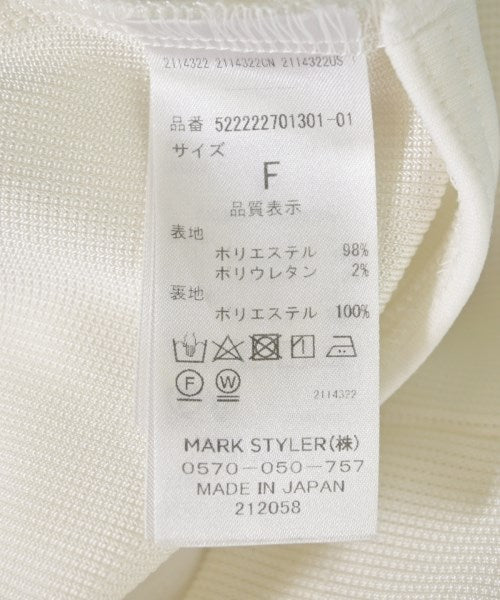 2114322 2114322CN 2114322US
品番 522222701301-01
サイズ
F
品質表示
表地
ポリエステル 98%
ポリウレタン 2%
裏地
ポリエステル 100%
F W
2114322
MARK STYLER(株)
0570-050-757
MADE IN JAPAN
212058